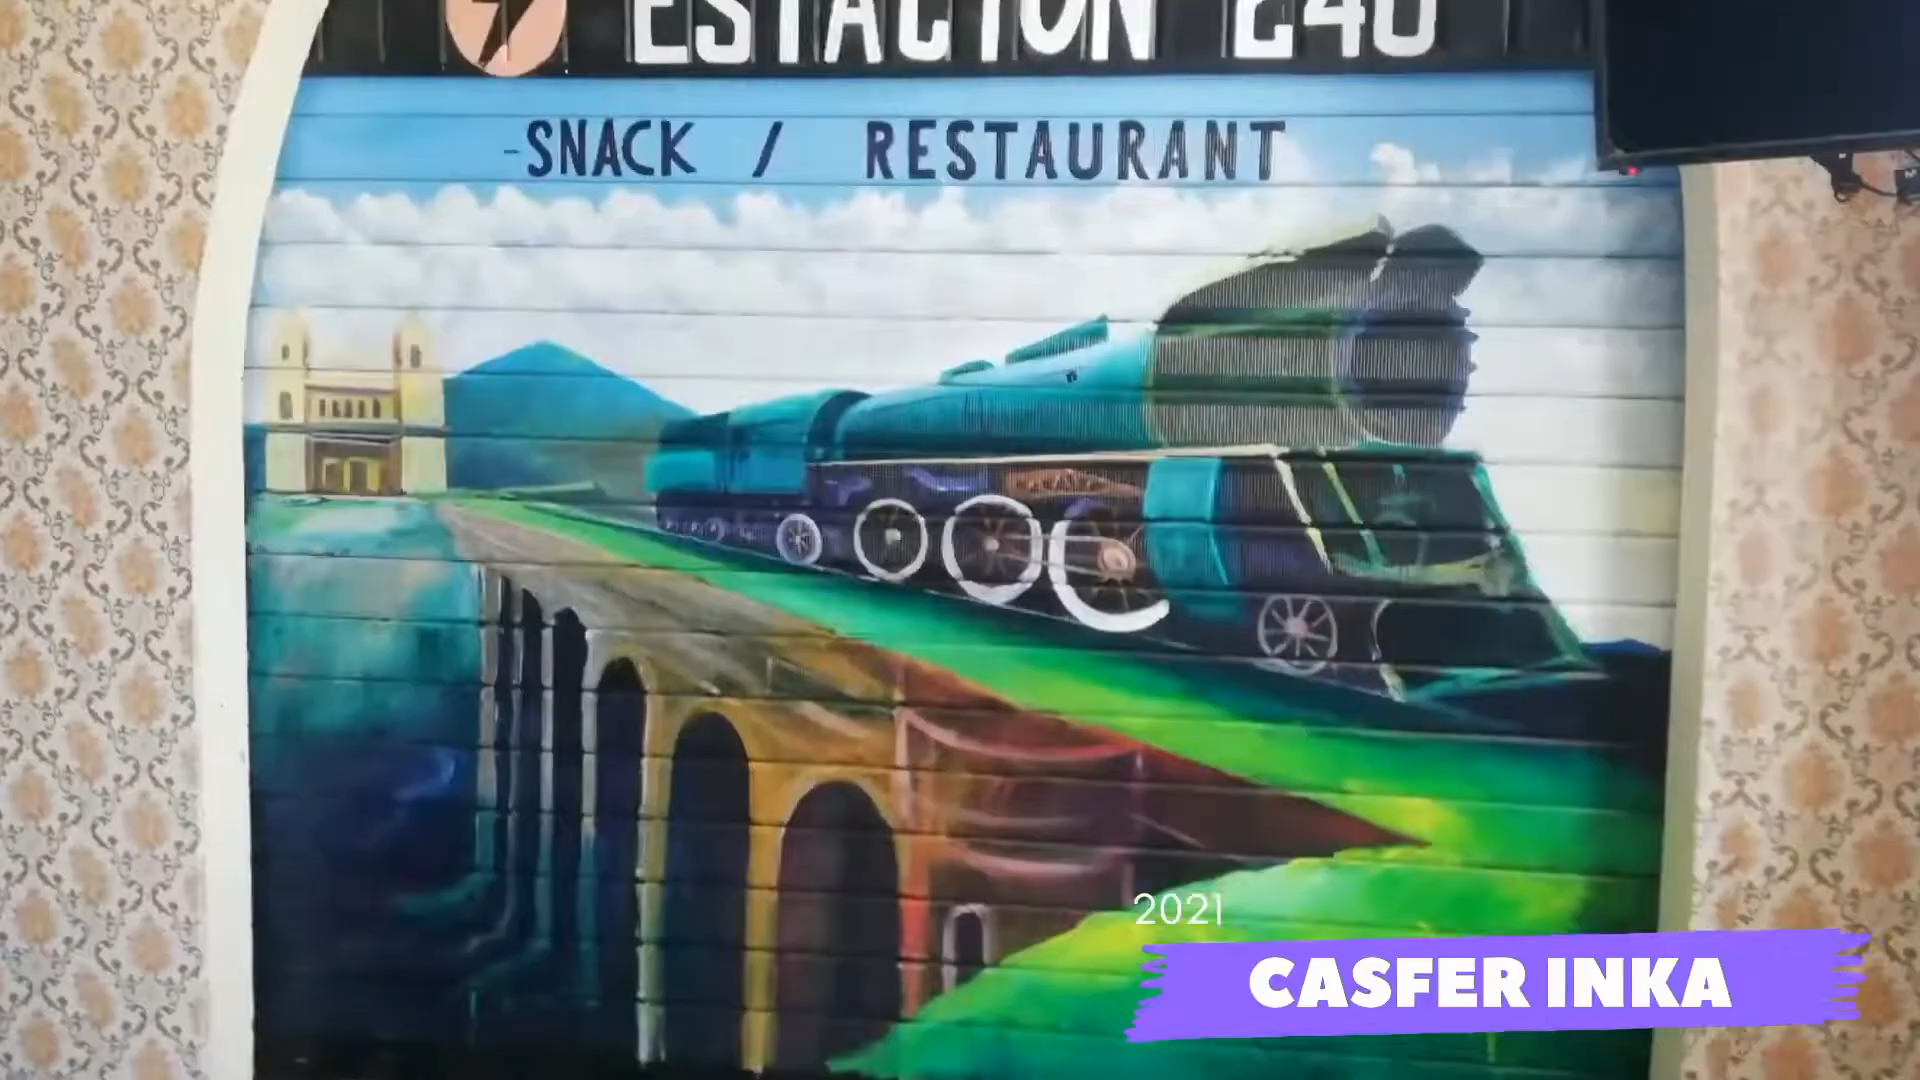 ESTACION 240
-SNACK / RESTAURANT
2021
CASFER INKA